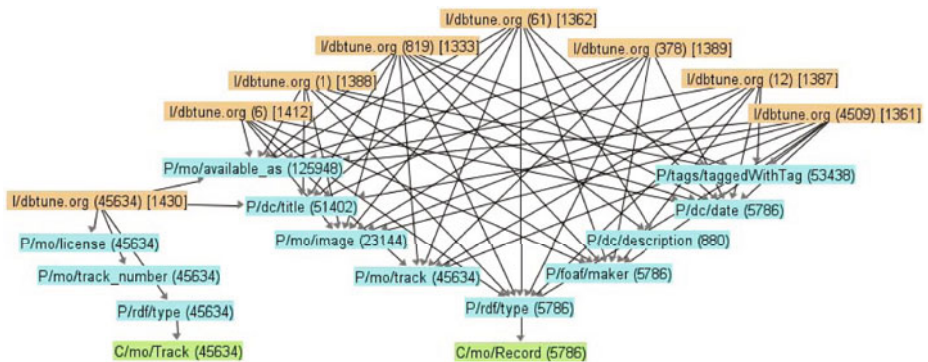 I/dbtune.org (61) [1362]
I/dbtune.org (819) [1333]
I/dbtune.org (378) [1389]
I/dbtune.org (1) [1388]
I/dbtune.org (12) [1387]
I/dbtune.org (6) [1412]
I/dbtune.org (4509) [1361]
P/mo/available_as (125948)
P/tags/taggedWithTag (53438)
I/dbtune.org (45634) [1430]
P/dc/title (51402)
P/dc/date (5786)
P/mo/license (45634)
P/mo/image (23144)
P/dc/description (880)
P/mo/track_number (45634)
P/mo/track (45634)
P/foaf/maker (5786)
P/rdf/type (45634)
P/rdf/type (5786)
C/mo/Track (45634)
C/mo/Record (5786)